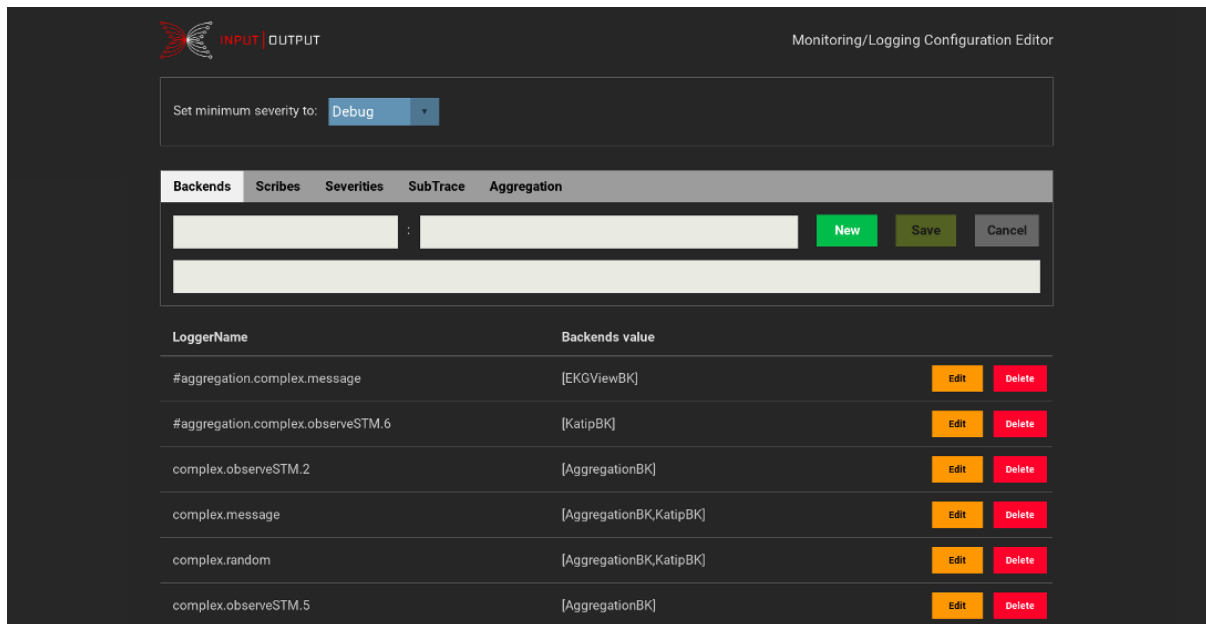 INPUT OUTPUT Monitoring/Logging Configuration Editor
Set minimum severity to: Debug
Backends Scribes Severities SubTrace Aggregation
: New Save Cancel
LoggerName Backends value
#aggregation.complex.message [EKGViewBK] Edit Delete
#aggregation.complex.observeSTM.6 [KatipBK] Edit Delete
complex.observeSTM.2 [AggregationBK] Edit Delete
complex.message [AggregationBK,KatipBK] Edit Delete
complex.random [AggregationBK,KatipBK] Edit Delete
complex.observeSTM.5 [AggregationBK] Edit Delete